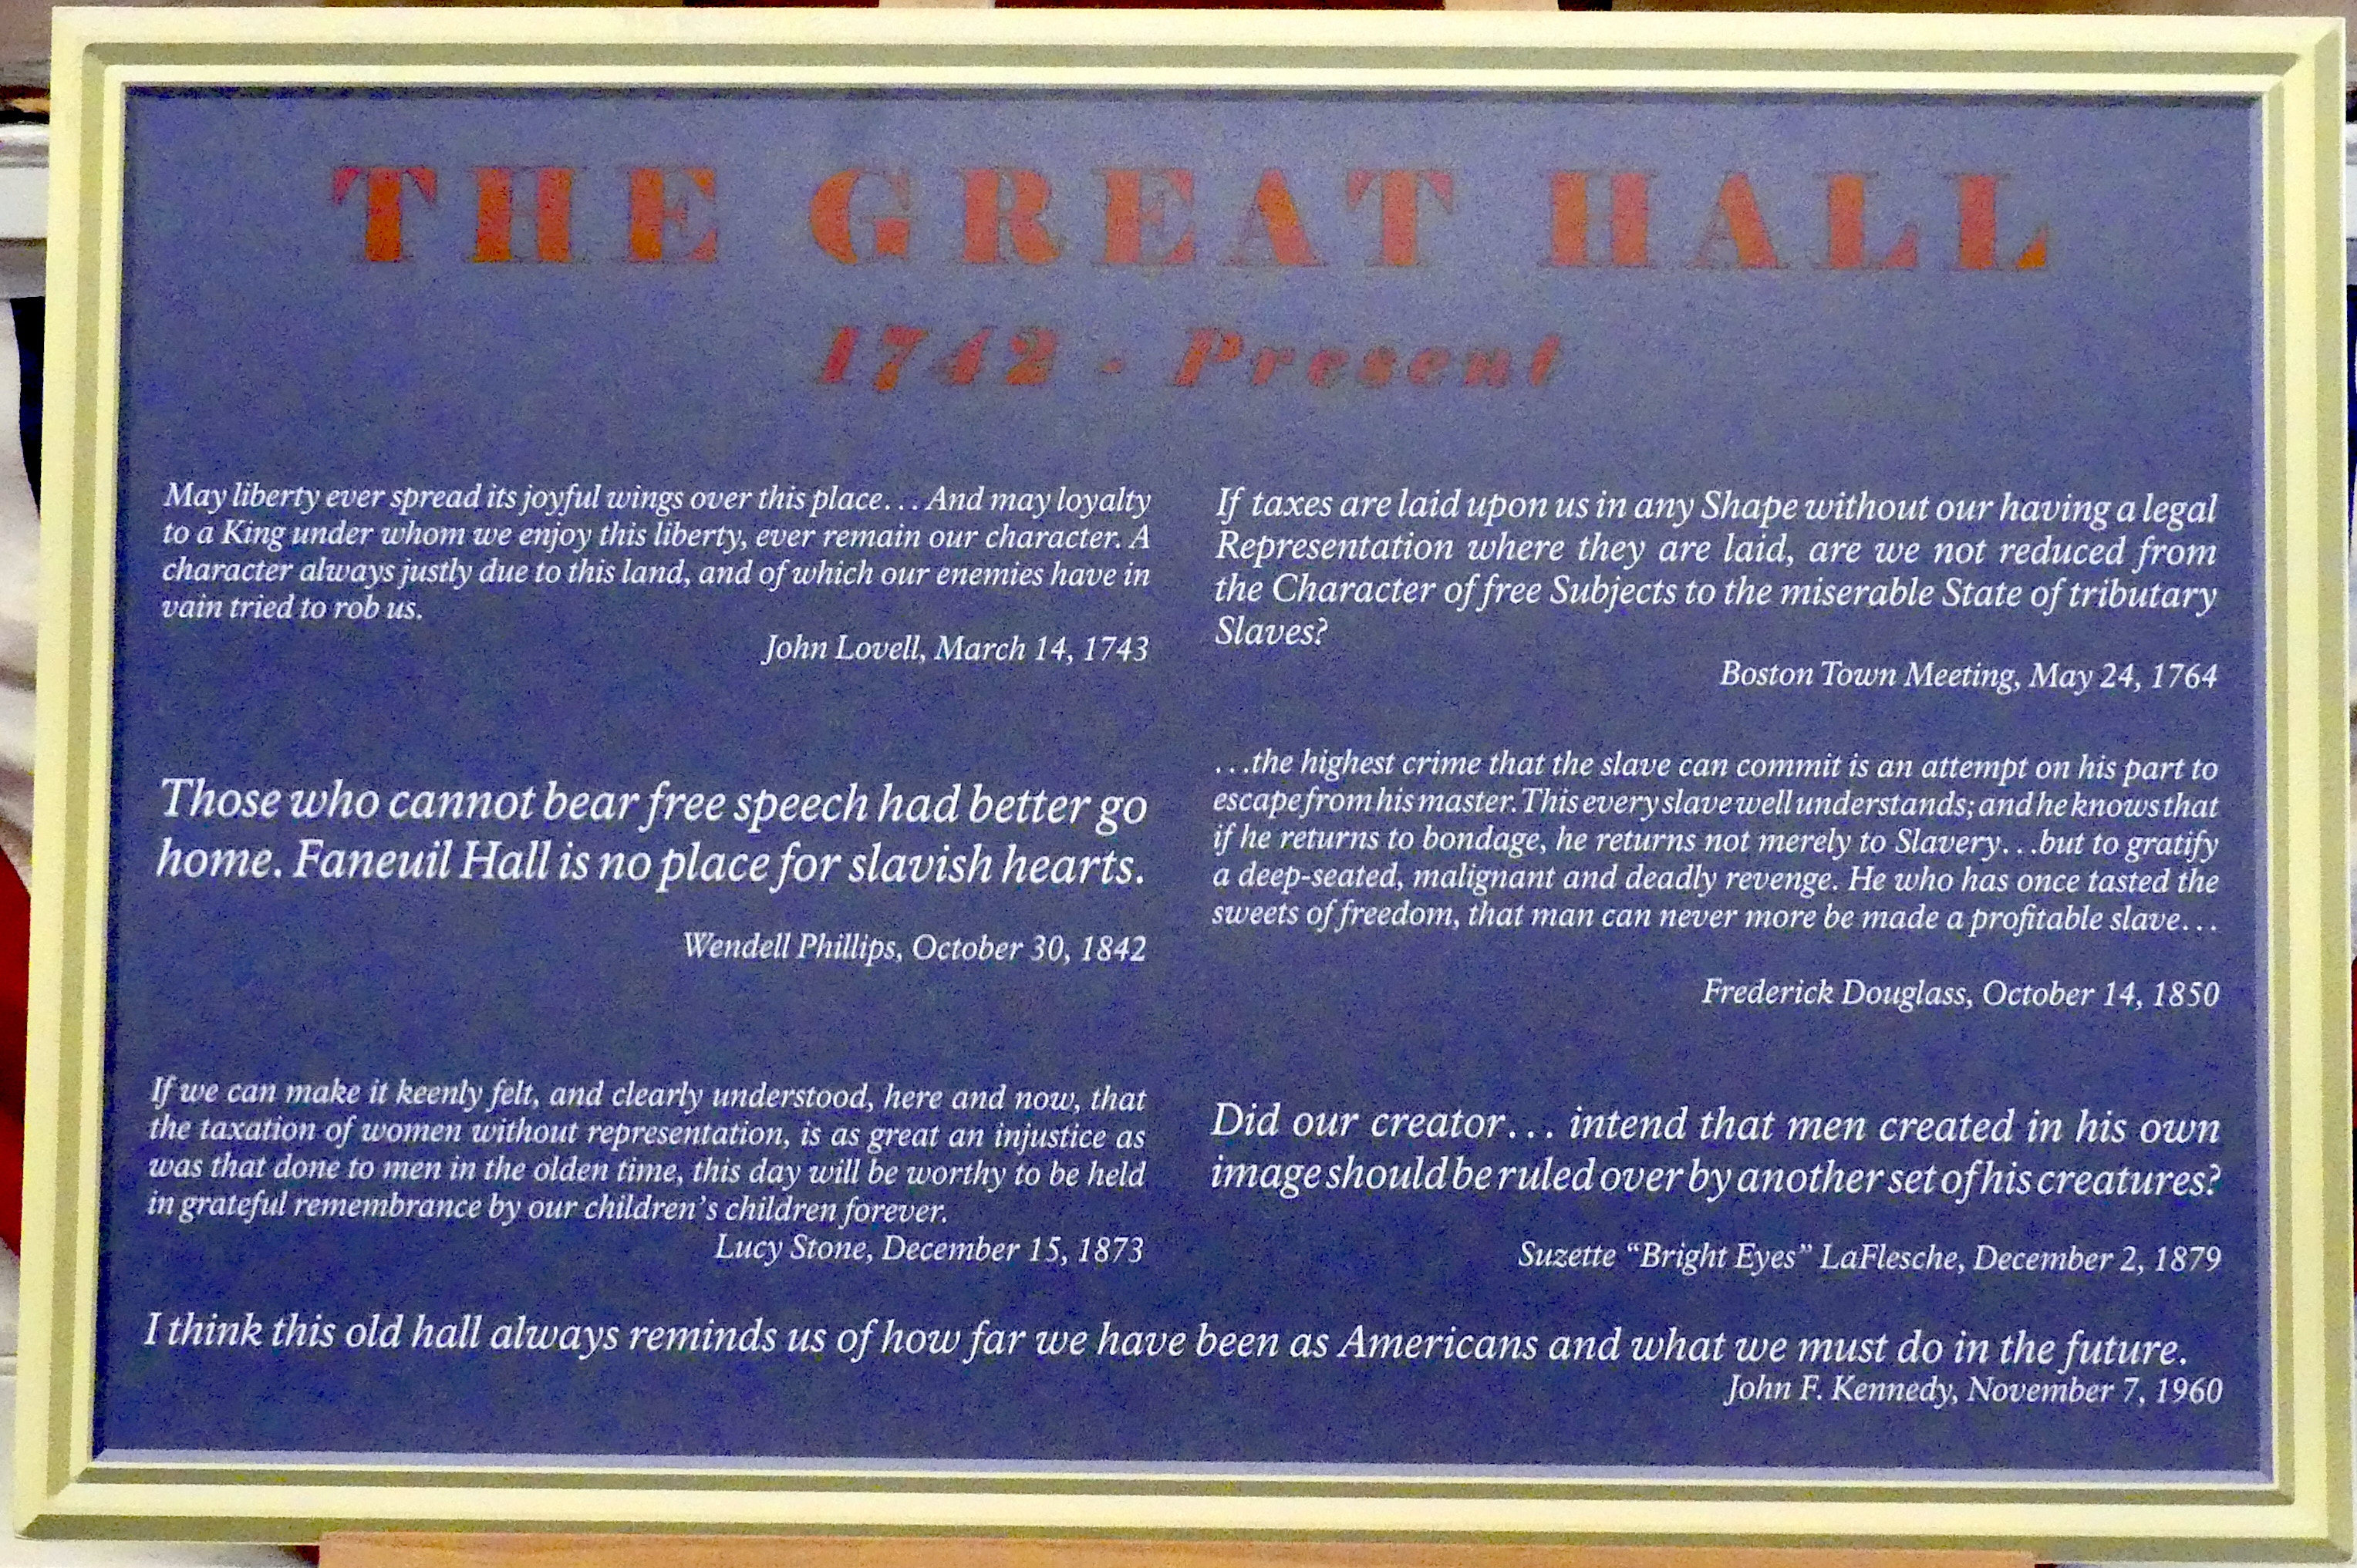 THE GREAT HALL
1742 - Present
May liberty ever spread its joyful wings over this place... And may loyalty
to a King under whom we enjoy this liberty, ever remain our character. A
character always justly due to this land, and of which our enemies have in
vain tried to rob us.
John Lovell, March 14, 1743
If taxes are laid upon us in any Shape without our having a legal
Representation where they are laid, are we not reduced from
the Character of free Subjects to the miserable State of tributary
Slaves?
Boston Town Meeting, May 24, 1764
Those who cannot bear free speech had better go
home. Faneuil Hall is no place for slavish hearts.
Wendell Phillips, October 30, 1842
...the highest crime that the slave can commit is an attempt on his part to
escape from his master. This every slave well understands; and he knows that
if he returns to bondage, he returns not merely to Slavery...but to gratify
a deep-seated, malignant and deadly revenge. He who has once tasted the
sweets of freedom, that man can never more be made a profitable slave...
Frederick Douglass, October 14, 1850
If we can make it keenly felt, and clearly understood, here and now, that
the taxation of women without representation, is as great an injustice as
was that done to men in the olden time, this day will be worthy to be held
in grateful remembrance by our children's children forever.
Lucy Stone, December 15, 1873
Did our creator... intend that men created in his own
image should be ruled over by another set of his creatures?
Suzette “Bright Eyes” LaFlesche, December 2, 1879
I think this old hall always reminds us of how far we have been as Americans and what we must do in the future.
John F. Kennedy, November 7, 1960